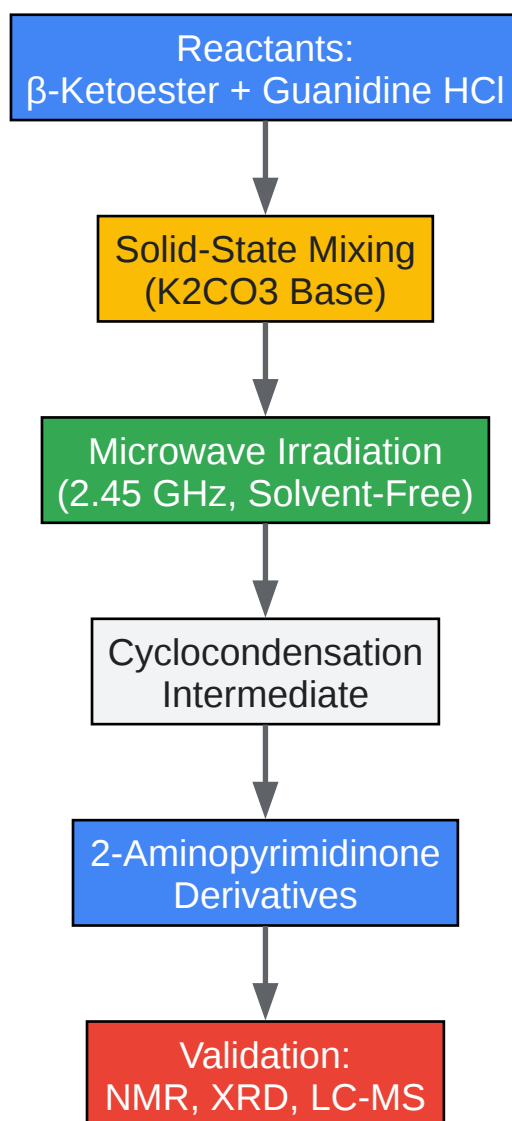 Reactants:
β-Ketoester + Guanidine HCl
Solid-State Mixing
(K2CO3 Base)
Microwave Irradiation
(2.45 GHz, Solvent-Free)
Cyclocondensation
Intermediate
2-Aminopyrimidinone
Derivatives
Validation:
NMR, XRD, LC-MS